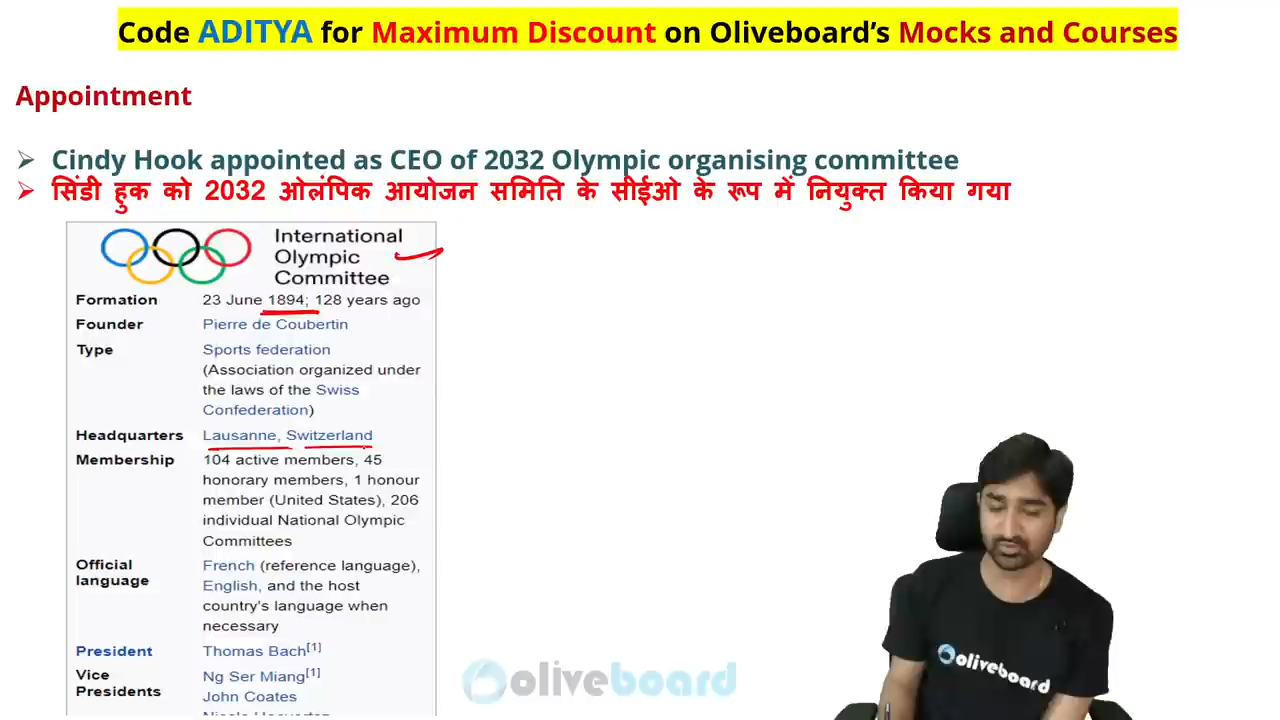 Code ADITYA for Maximum Discount on Oliveboard's Mocks and Courses
Appointment
Cindy Hook appointed as CEO of 2032 Olympic organising committee
सिंडी हुक को 2032 ओलंपिक आयोजन समिति के सीईओ के रूप में नियुक्त किया गया
International
Olympic
Committee
Formation 23 June 1894; 128 years ago
Founder Pierre de Coubertin
Type Sports federation
(Association organized under
the laws of the Swiss
Confederation)
Headquarters Lausanne, Switzerland
Membership 104 active members, 45
honorary members, 1 honour
member (United States), 206
individual National Olympic
Committees
Official language French (reference language),
English, and the host
country's language when
necessary
President Thomas Bach[1]
Vice Presidents Ng Ser Miang[1]
John Coates
oliveboard
oliveboard